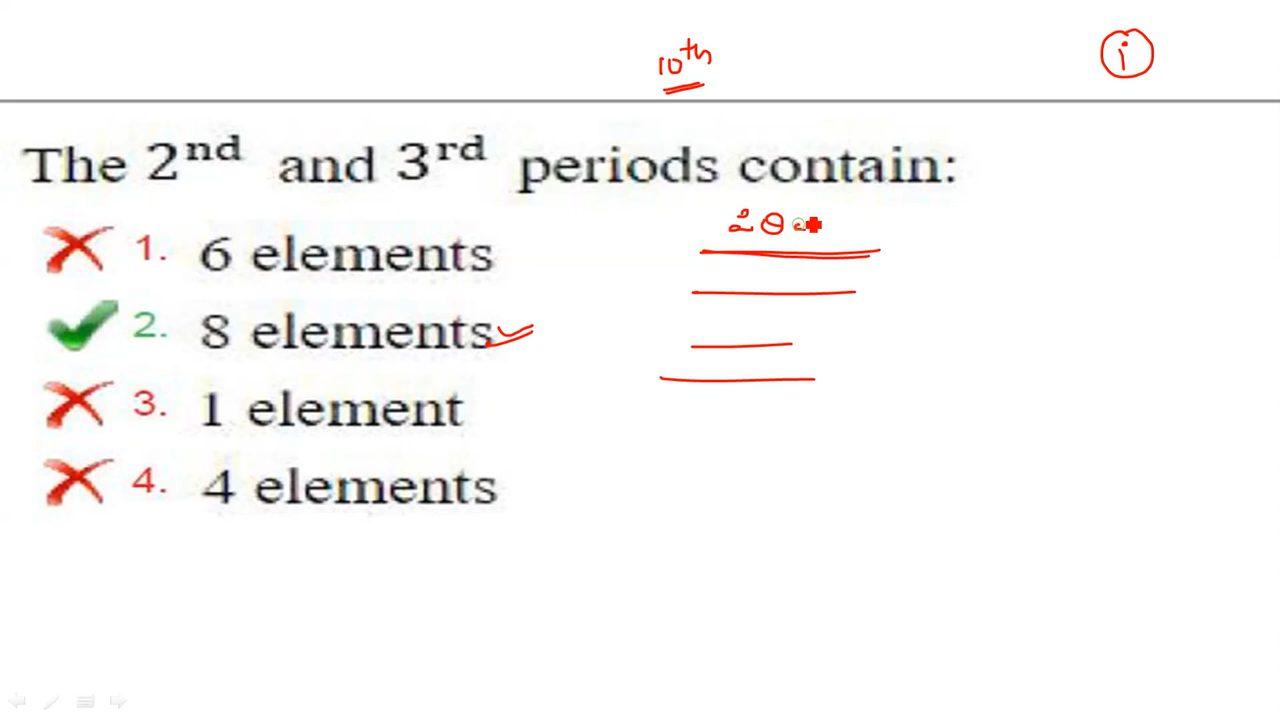 10th
i
The 2nd and 3rd periods contain:
1. 6 elements
2. 8 elements
3. 1 element
4. 4 elements